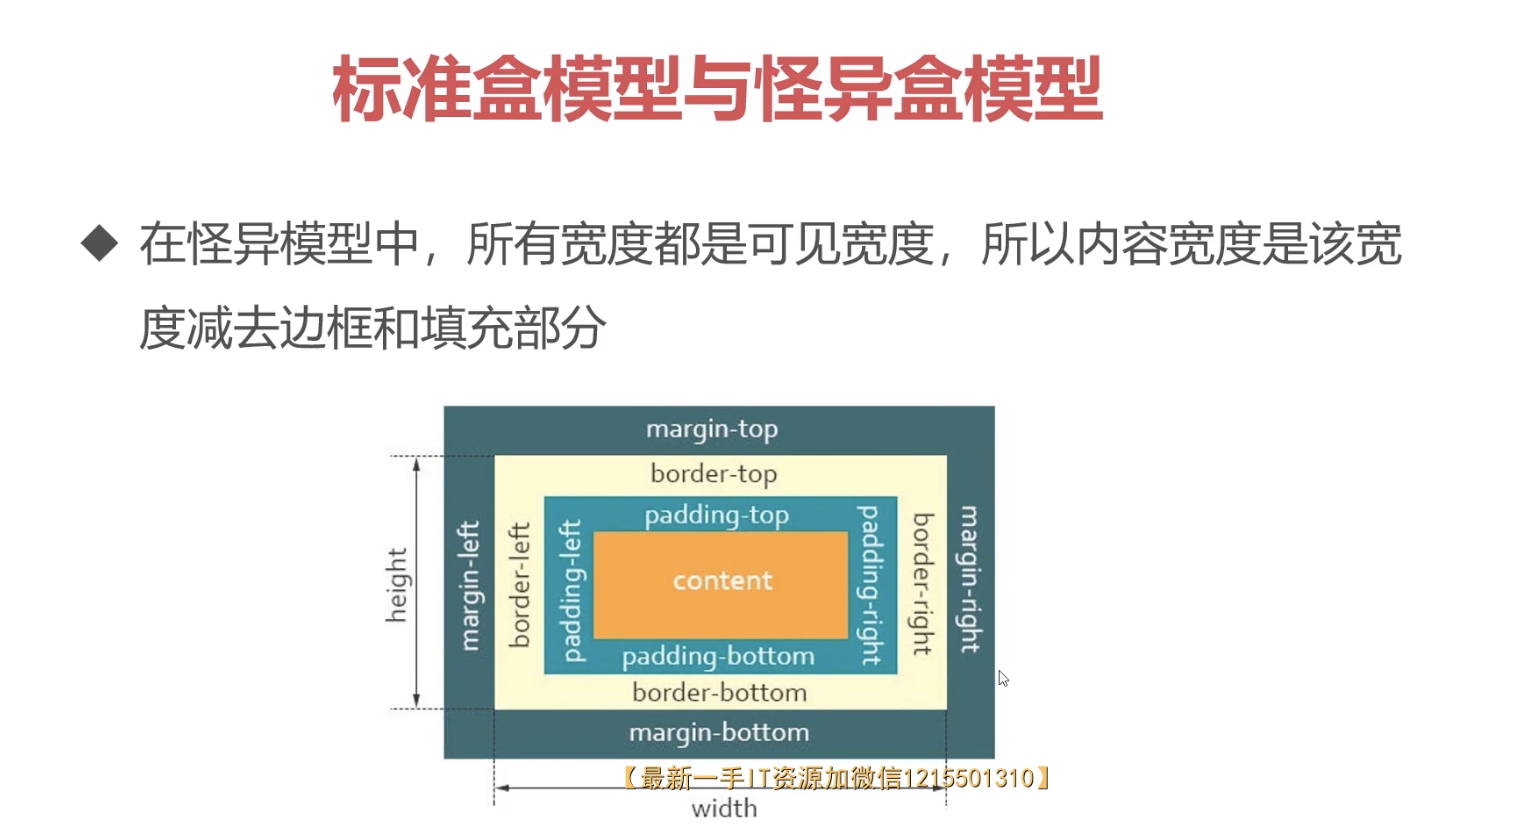 标准盒模型与怪异盒模型
在怪异模型中，所有宽度都是可见宽度，所以内容宽度是该宽
度减去边框和填充部分
margin-top
border-top
padding-top
height
margin-left
border-left
padding-left
content
padding-right
border-right
margin-right
padding-bottom
border-bottom
margin-bottom
【最新一手IT资源加微信1215501310】
width